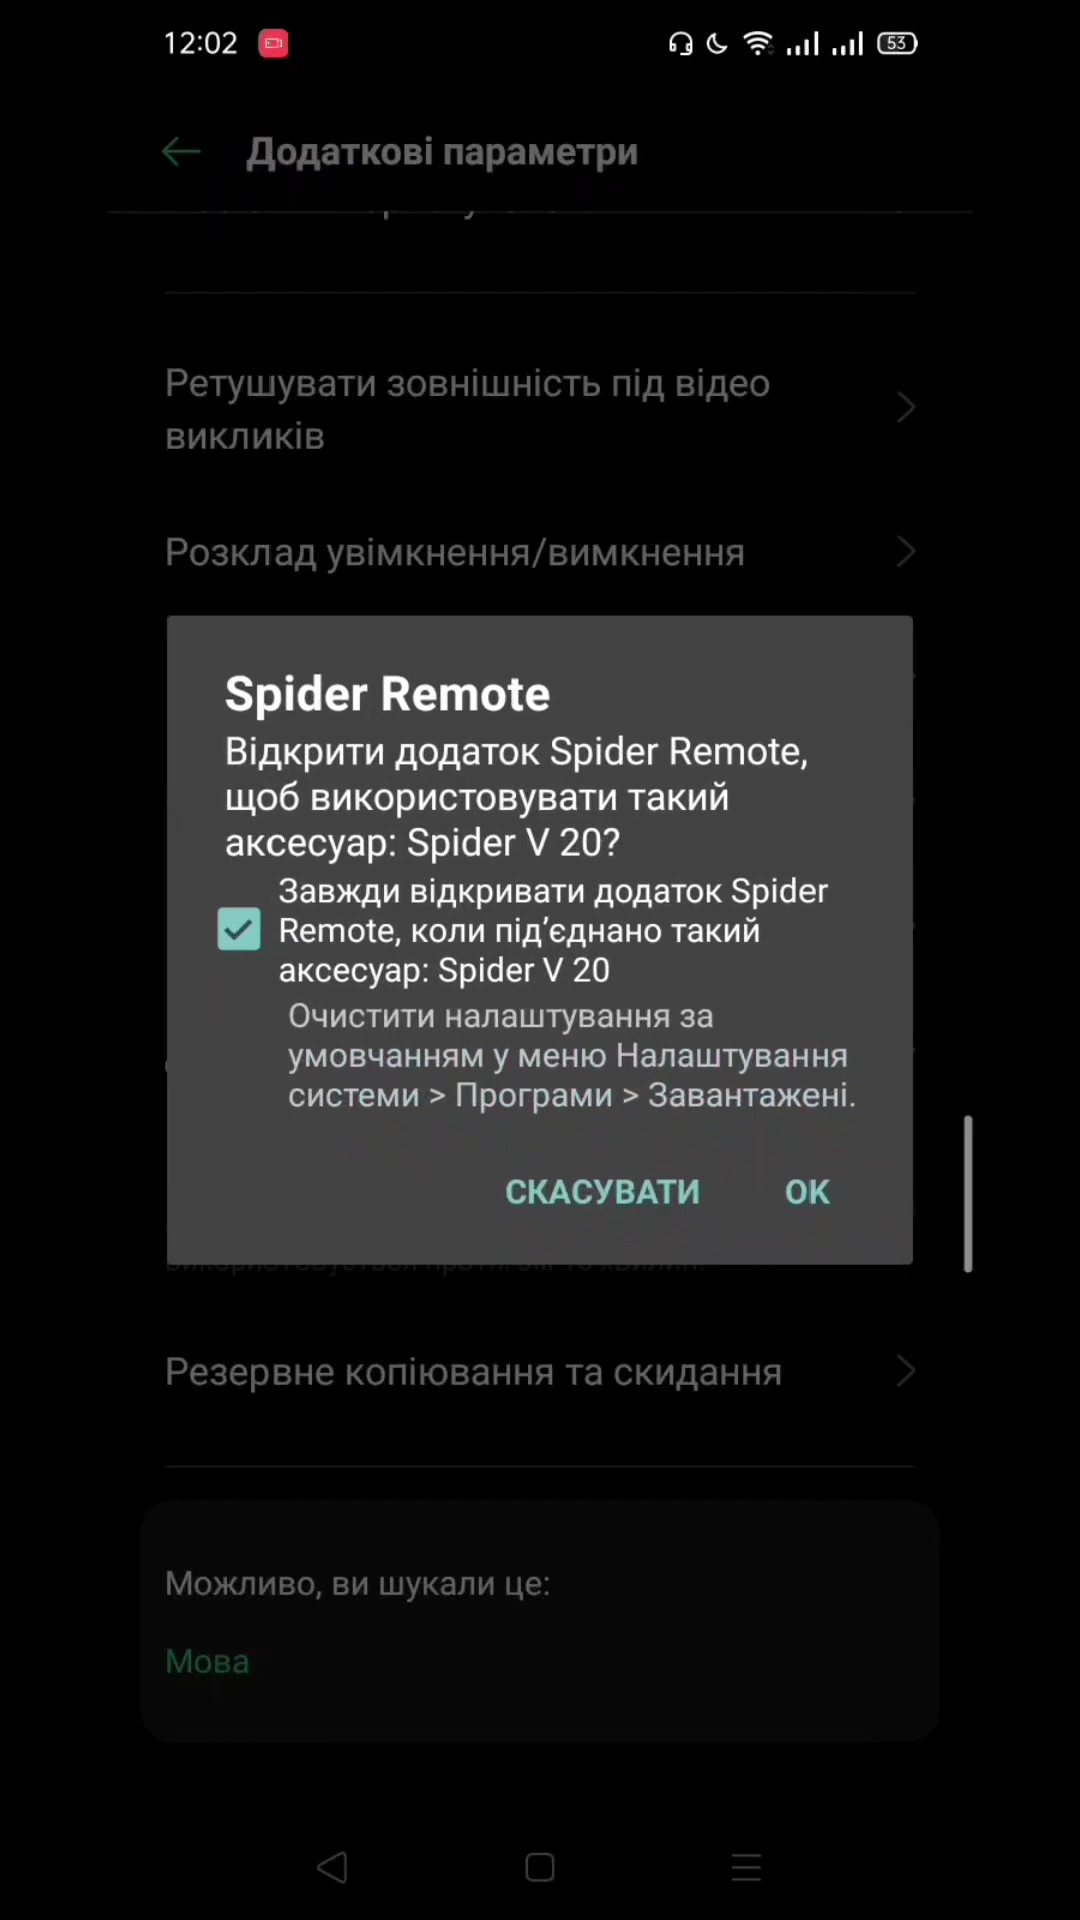 12:02
53
Додаткові параметри
Ретушувати зовнішність під відео
викликів
Розклад увімкнення/вимкнення
Spider Remote
Відкрити додаток Spider Remote,
щоб використовувати такий
аксесуар: Spider V 20?
Завжди відкривати додаток Spider
Remote, коли під’єднано такий
аксесуар: Spider V 20
Очистити налаштування за
умовчанням у меню Налаштування
системи > Програми > Завантажені.
СКАСУВАТИ
OK
Резервне копіювання та скидання
Можливо, ви шукали це:
Мова